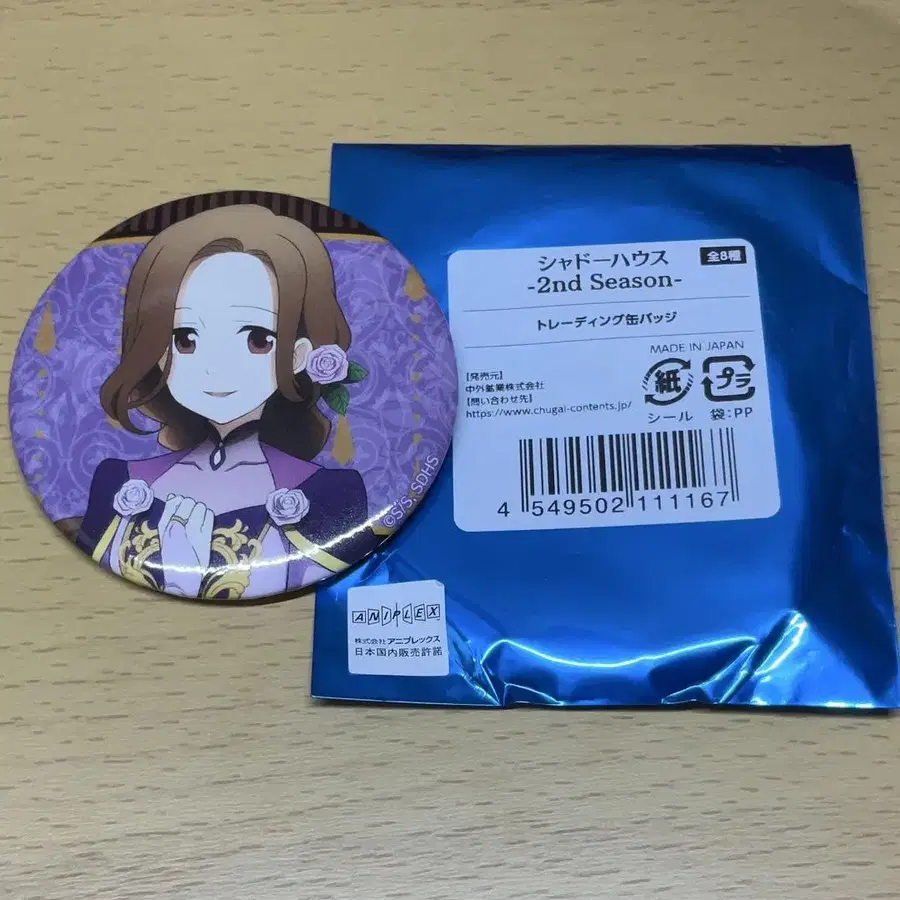 シャドーハウス
-2nd Season-
全8種
トレーディング缶バッジ
MADE IN JAPAN
【発売元】
中外鉱業株式会社
【問い合わせ先】
https://www.chugai-contents.jp/
紙
シール
プラ
袋:PP
4 549502 111167
©S/S,SDHS
ANIPLEX
株式会社アニプレックス
日本国内販売許諾